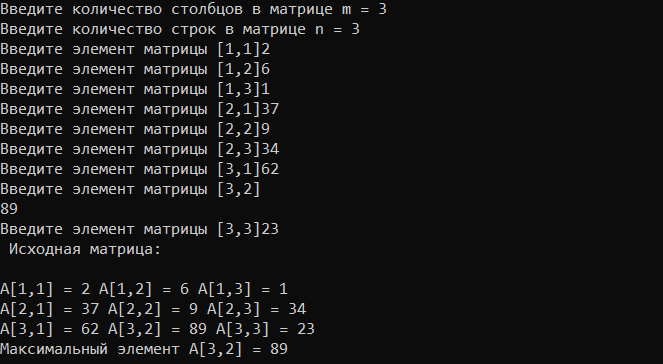 Введите количество столбцов в матрице m = 3
Введите количество строк в матрице n = 3
Введите элемент матрицы [1,1]2
Введите элемент матрицы [1,2]6
Введите элемент матрицы [1,3]1
Введите элемент матрицы [2,1]37
Введите элемент матрицы [2,2]9
Введите элемент матрицы [2,3]34
Введите элемент матрицы [3,1]62
Введите элемент матрицы [3,2]
89
Введите элемент матрицы [3,3]23
Исходная матрица:
A[1,1] = 2 A[1,2] = 6 A[1,3] = 1
A[2,1] = 37 A[2,2] = 9 A[2,3] = 34
A[3,1] = 62 A[3,2] = 89 A[3,3] = 23
Максимальный элемент A[3,2] = 89